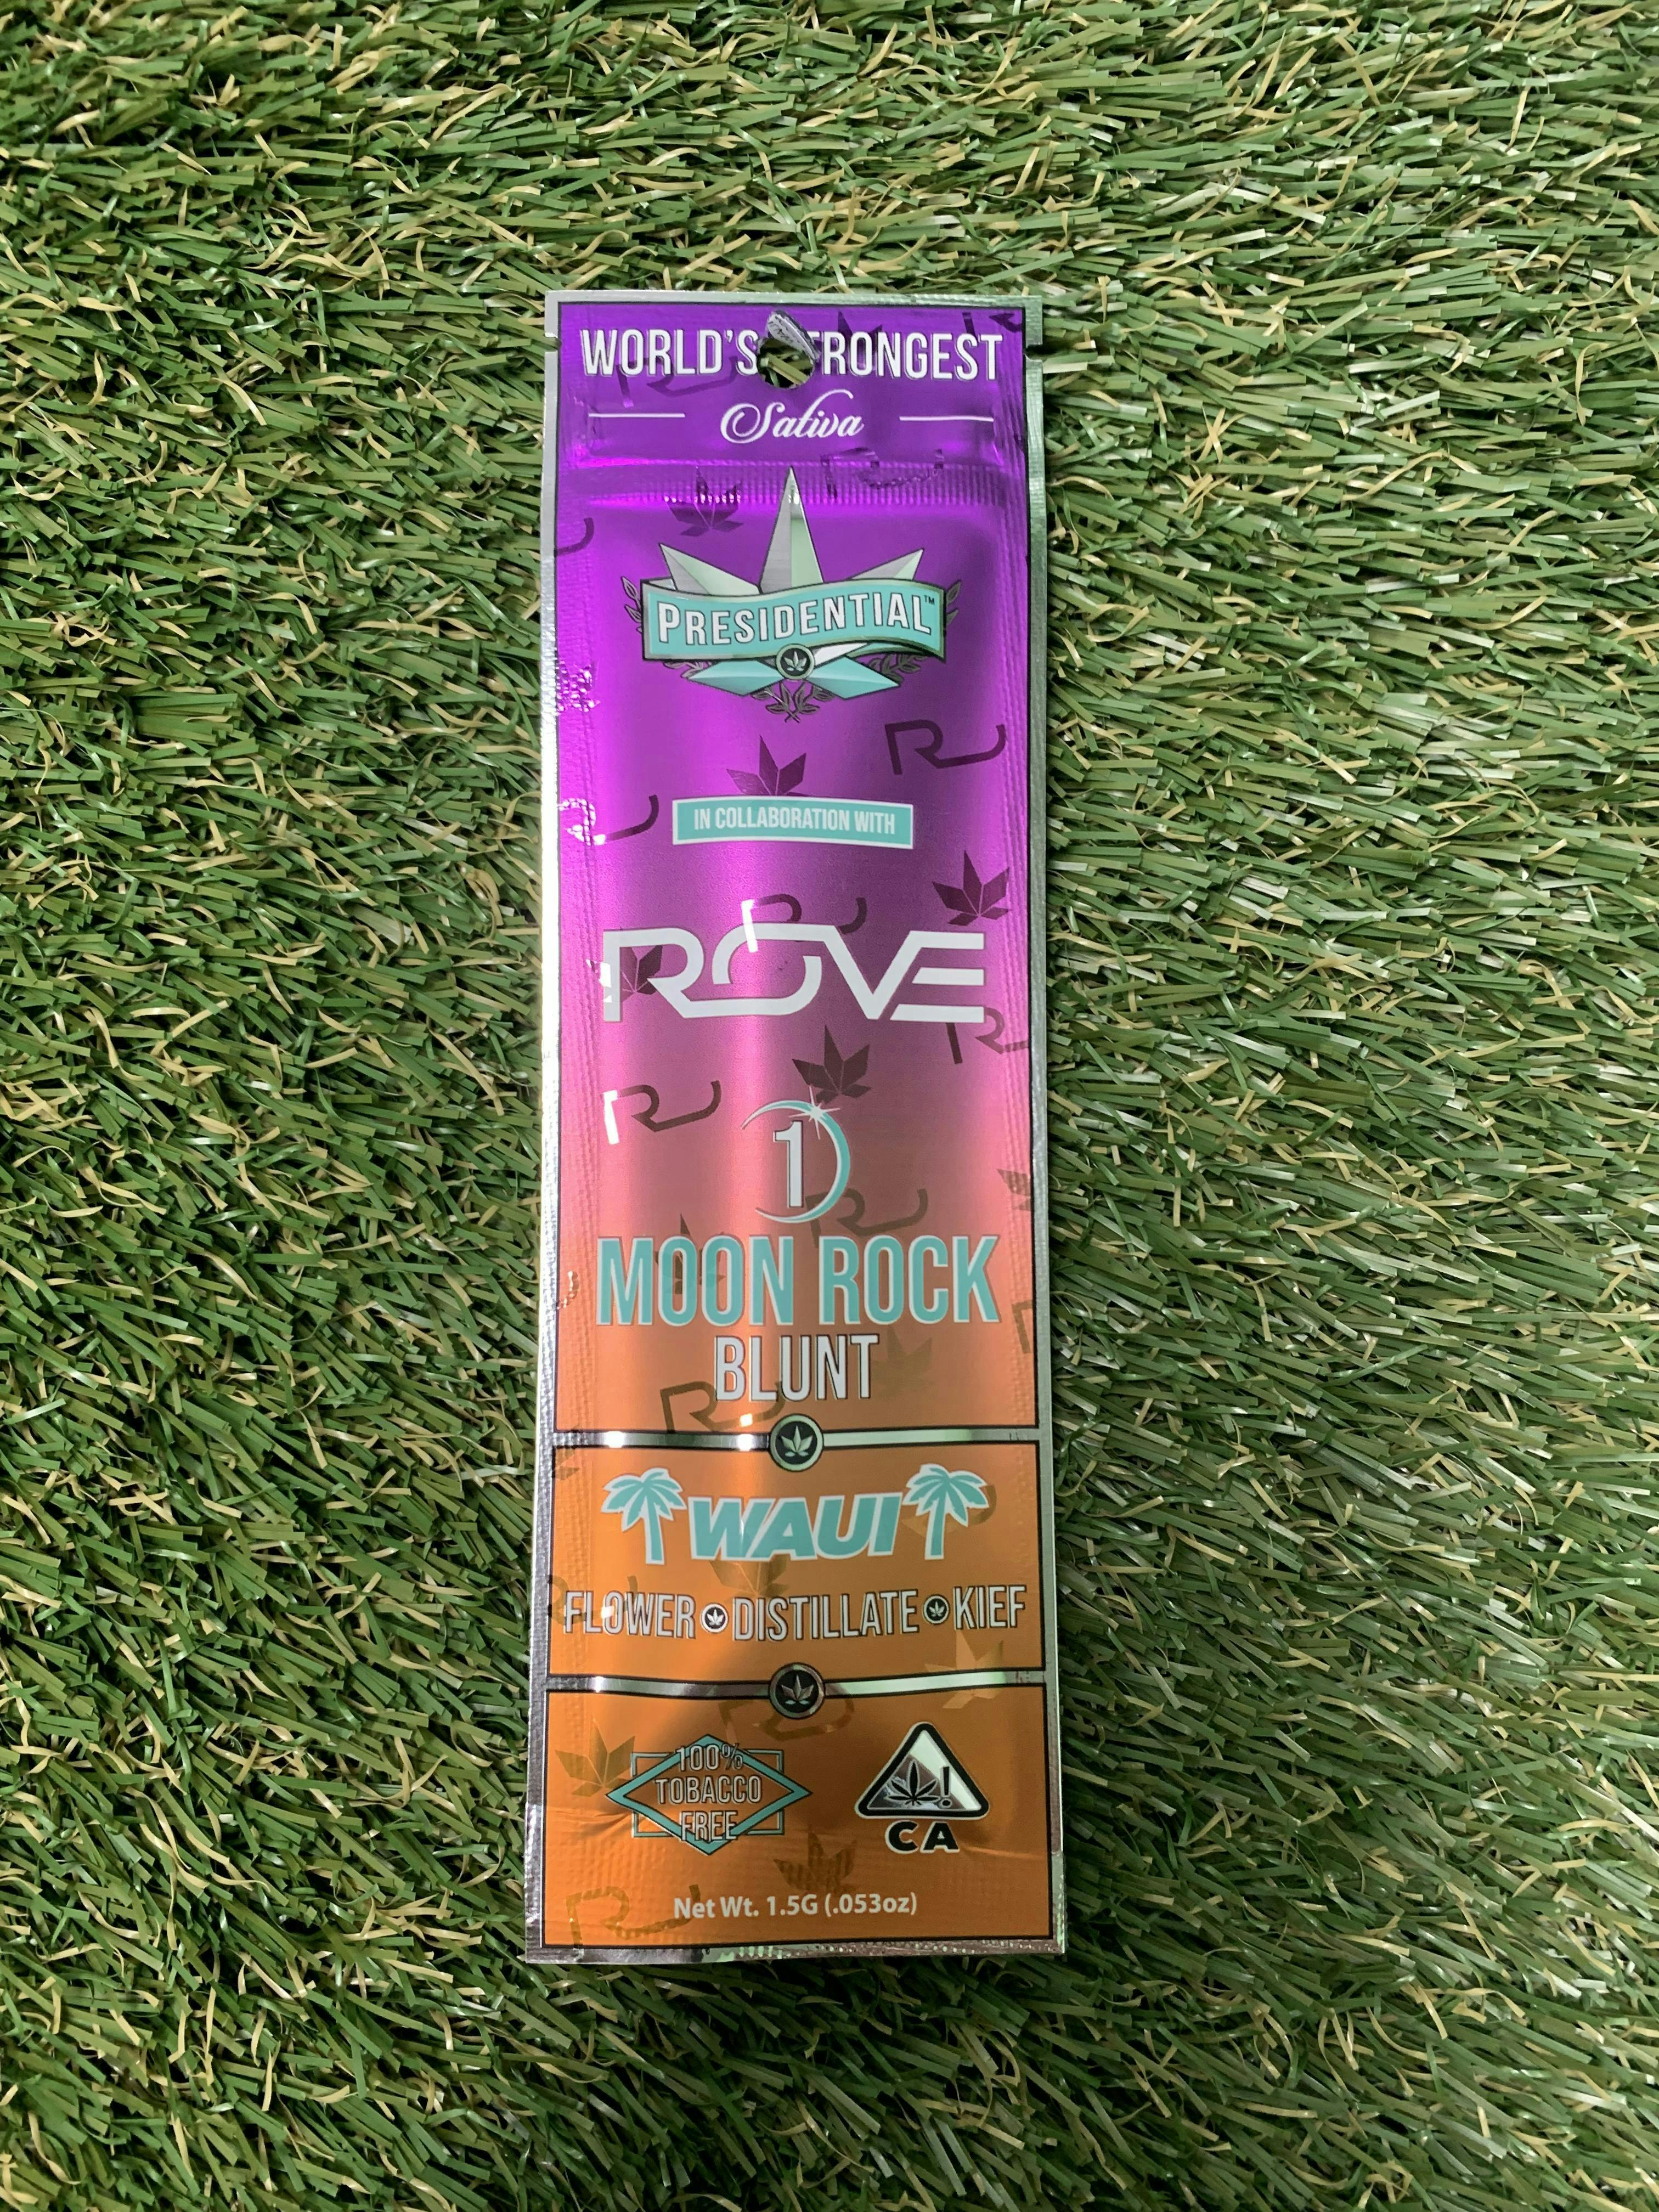 WORLD'S STRONGEST
Sativa
PRESIDENTIAL™
IN COLLABORATION WITH
ROVE
1
MOON ROCK
BLUNT
WAUI
FLOWER DISTILLATE KIEF
100%
TOBACCO
FREE
!
CA
Net Wt. 1.5G (.053oz)